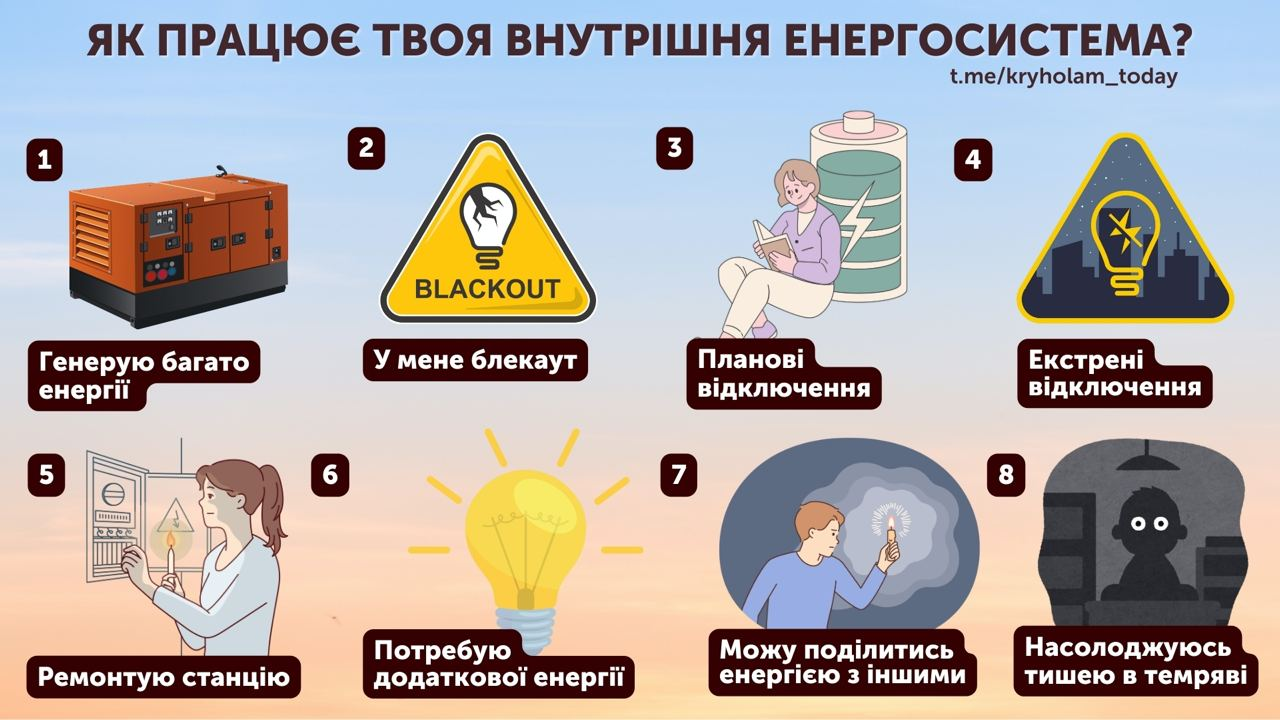 ЯК ПРАЦЮЄ ТВОЯ ВНУТРІШНЯ ЕНЕРГОСИСТЕМА?
t.me/kryholam_today
1
Генерую багато
енергії
2
BLACKOUT
У мене блекаут
3
Планові
відключення
4
Екстрені
відключення
5
Ремонтую станцію
6
Потребую
додаткової енергії
7
Можу поділитись
енергією з іншими
8
Насолоджуюсь
тишею в темряві